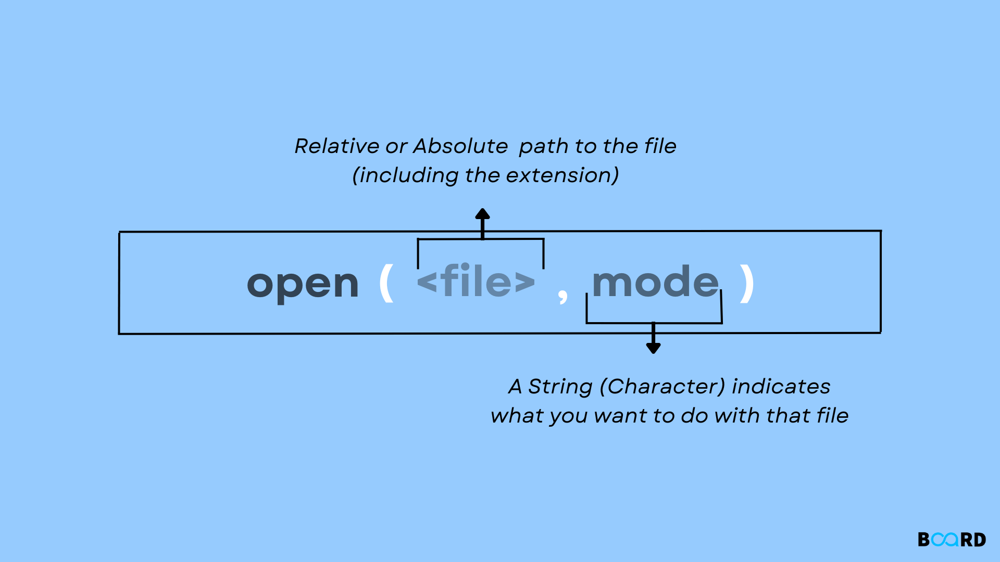 Relative or Absolute path to the file
(including the extension)
open ( <file> , mode )
A String (Character) indicates
what you want to do with that file
BOARD